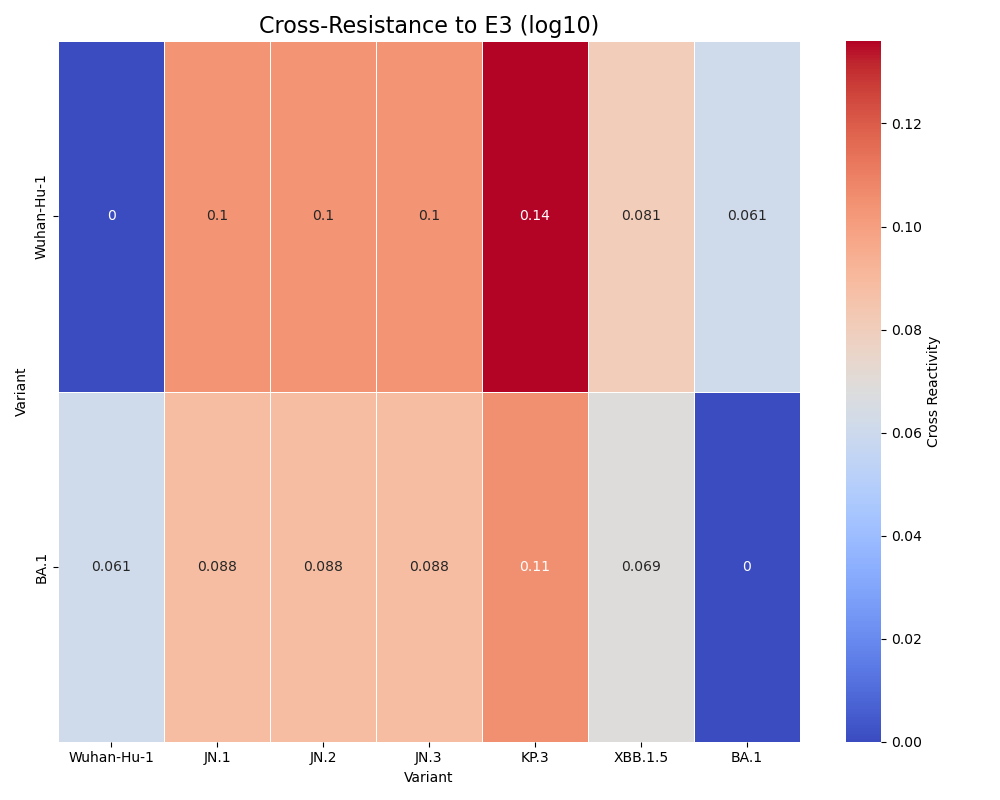 Cross-Resistance to E3 (log10)
Wuhan-Hu-1
0 0.1 0.1 0.1 0.14 0.081 0.061
BA.1
0.061 0.088 0.088 0.088 0.11 0.069 0
Variant
Wuhan-Hu-1 JN.1 JN.2 JN.3 KP.3 XBB.1.5 BA.1
Variant
0.12
0.10
0.08
0.06
0.04
0.02
0.00
Cross Reactivity